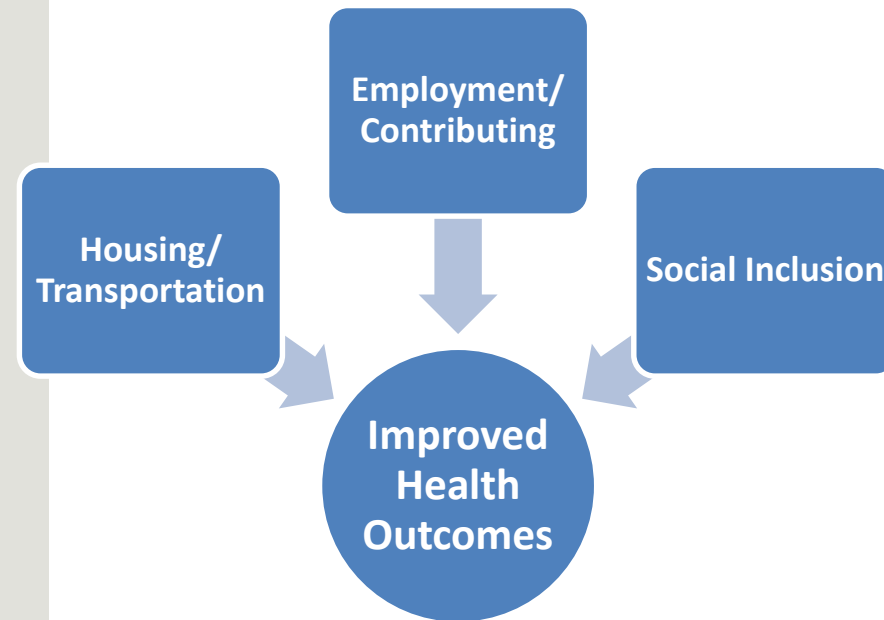 Employment/
Contributing
Housing/
Transportation
Social Inclusion
Improved
Health
Outcomes